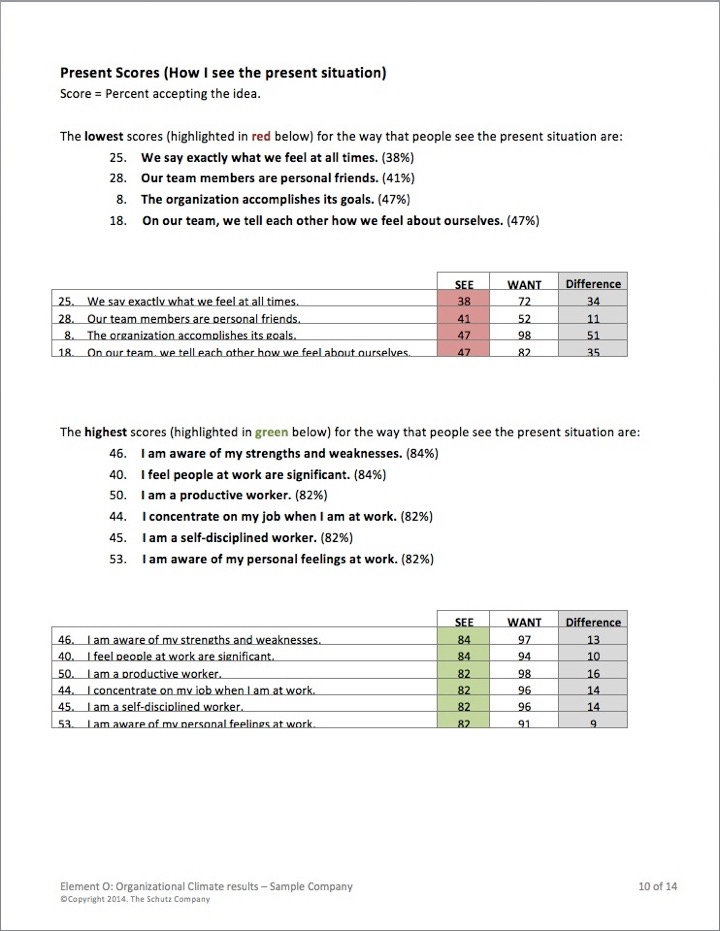 Present Scores (How I see the present situation)
Score = Percent accepting the idea.
The lowest scores (highlighted in red below) for the way that people see the present situation are:
25. We say exactly what we feel at all times. (38%)
28. Our team members are personal friends. (41%)
8. The organization accomplishes its goals. (47%)
18. On our team, we tell each other how we feel about ourselves. (47%)
SEE WANT Difference
25. We say exactly what we feel at all times. 38 72 34
28. Our team members are personal friends. 41 52 11
8. The organization accomplishes its goals. 47 98 51
18. On our team, we tell each other how we feel about ourselves. 47 82 35
The highest scores (highlighted in green below) for the way that people see the present situation are:
46. I am aware of my strengths and weaknesses. (84%)
40. I feel people at work are significant. (84%)
50. I am a productive worker. (82%)
44. I concentrate on my job when I am at work. (82%)
45. I am a self-disciplined worker. (82%)
53. I am aware of my personal feelings at work. (82%)
SEE WANT Difference
46. I am aware of my strengths and weaknesses. 84 97 13
40. I feel people at work are significant. 84 94 10
50. I am a productive worker. 82 98 16
44. I concentrate on my job when I am at work. 82 96 14
45. I am a self-disciplined worker. 82 96 14
53. I am aware of my personal feelings at work. 82 91 9
Element O: Organizational Climate results – Sample Company 10 of 14
©Copyright 2014. The Schutz Company